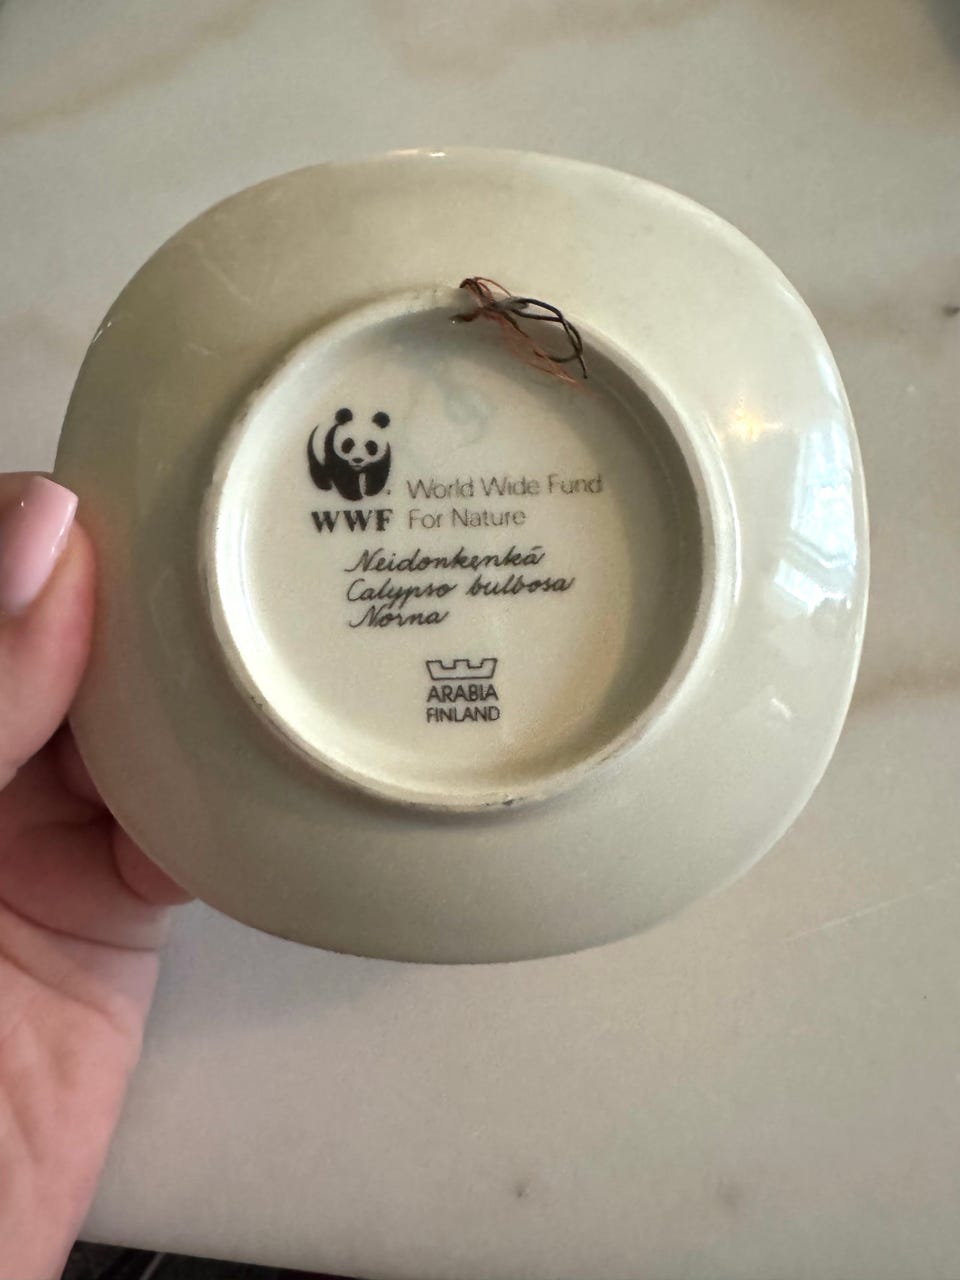 World Wide Fund
WWF For Nature
Neidonkenkä
Calypso bulbosa
Norna
ARABIA
FINLAND